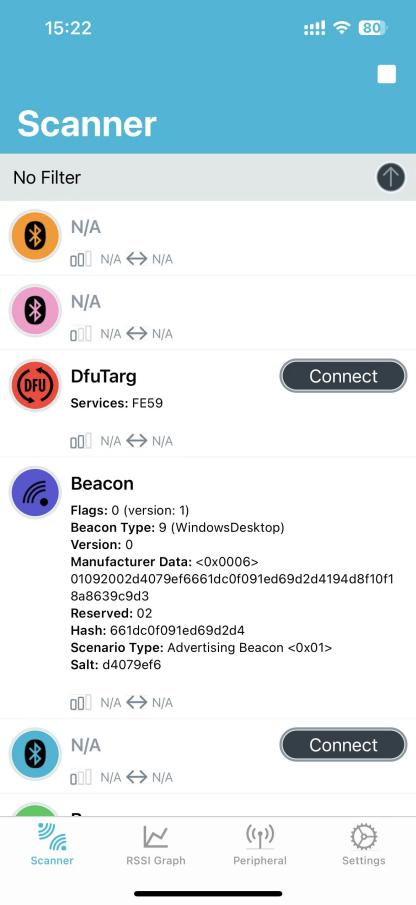 15:22
80
Scanner
No Filter
N/A
N/A N/A
N/A
N/A N/A
DFU
DfuTarg
Connect
Services: FE59
N/A N/A
Beacon
Flags: 0 (version: 1)
Beacon Type: 9 (WindowsDesktop)
Version: 0
Manufacturer Data: <0x0006>
01092002d4079ef6661dc0f091ed69d2d4194d8f10f1
8a8639c9d3
Reserved: 02
Hash: 661dc0f091ed69d2d4
Scenario Type: Advertising Beacon <0x01>
Salt: d4079ef6
N/A N/A
N/A
Connect
N/A N/A
Scanner
RSSI Graph
Peripheral
Settings